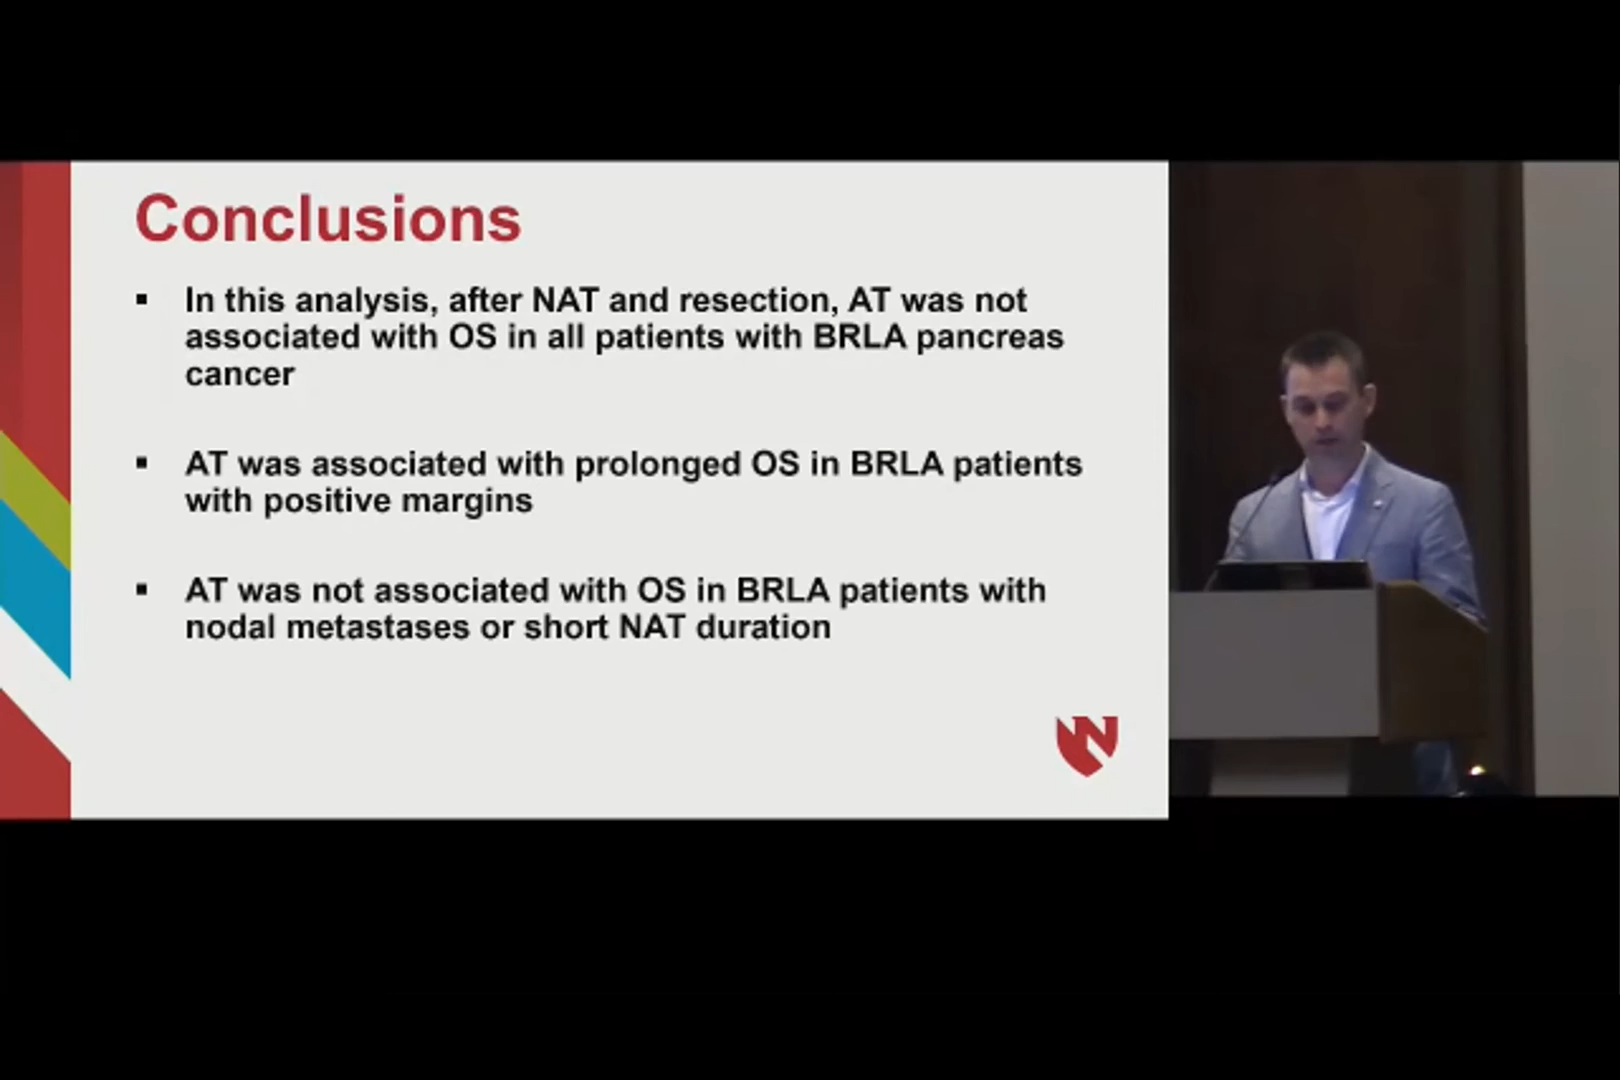 Conclusions
▪ In this analysis, after NAT and resection, AT was not
associated with OS in all patients with BRLA pancreas
cancer
▪ AT was associated with prolonged OS in BRLA patients
with positive margins
▪ AT was not associated with OS in BRLA patients with
nodal metastases or short NAT duration
N